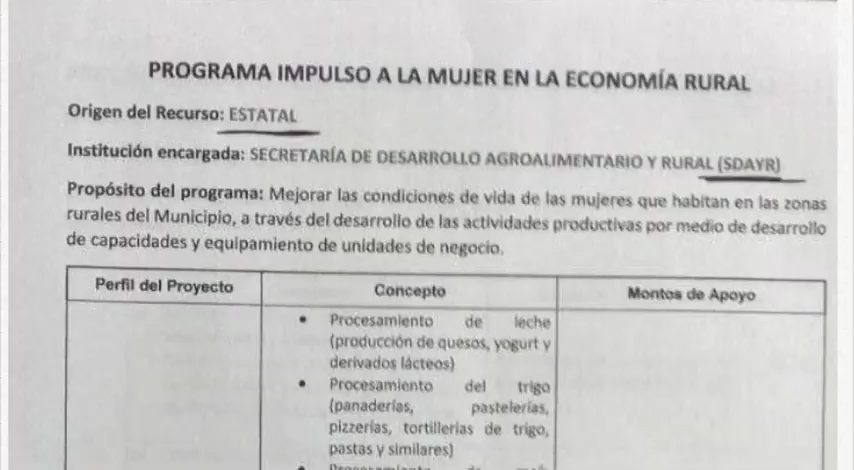 PROGRAMA IMPULSO A LA MUJER EN LA ECONOMÍA RURAL
Origen del Recurso: ESTATAL
Institución encargada: SECRETARÍA DE DESARROLLO AGROALIMENTARIO Y RURAL (SDAYR)
Propósito del programa: Mejorar las condiciones de vida de las mujeres que habitan en las zonas
rurales del Municipio, a través del desarrollo de las actividades productivas por medio de desarrollo
de capacidades y equipamiento de unidades de negocio.
Perfil del Proyecto
Concepto
Montos de Apoyo
• Procesamiento de leche
(producción de quesos, yogurt y
derivados lácteos)
• Procesamiento del trigo
(panaderías, pastelerías,
pizzerías, tortillerías de trigo,
pastas y similares)